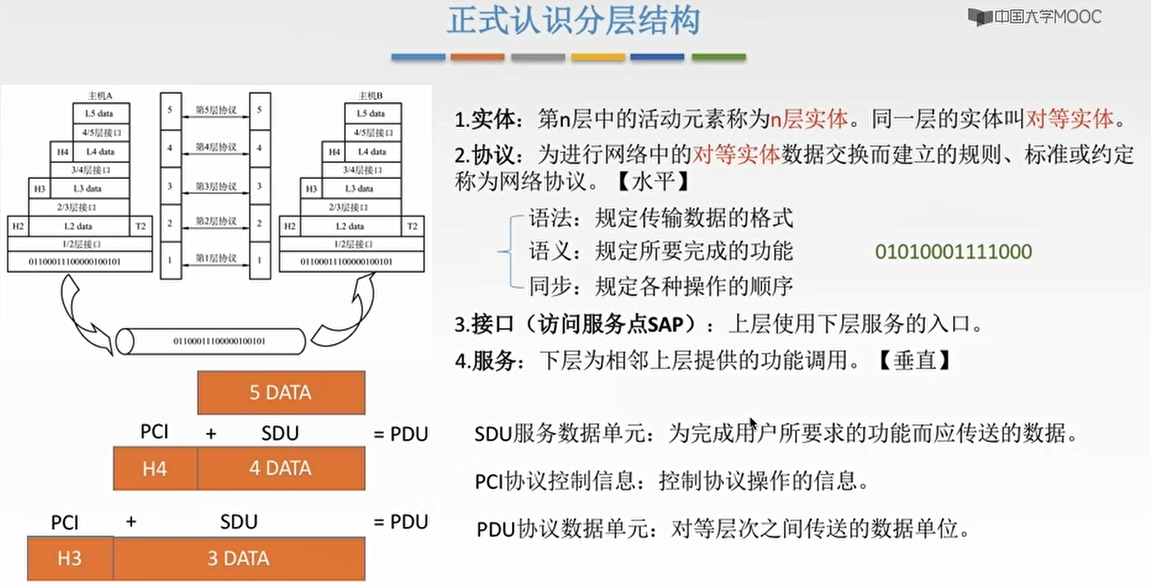 正式认识分层结构
中国大学MOOC
主机A
主机B
L5 data
5
第5层协议
5
L5 data
4/5层接口
4/5层接口
H4
L4 data
4
第4层协议
4
H4
L4 data
3/4层接口
3/4层接口
H3
L3 data
3
第3层协议
3
H3
L3 data
2/3层接口
2/3层接口
H2
L2 data
T2
2
第2层协议
2
H2
L2 data
T2
1/2层接口
1/2层接口
01100011100000100101
1
第1层协议
1
01100011100000100101
01100011100000100101
1.实体：第n层中的活动元素称为n层实体。同一层的实体叫对等实体。
2.协议：为进行网络中的对等实体数据交换而建立的规则、标准或约定
称为网络协议。【水平】
语法：规定传输数据的格式
语义：规定所要完成的功能
01010001111000
同步：规定各种操作的顺序
3.接口（访问服务点SAP）：上层使用下层服务的入口。
4.服务：下层为相邻上层提供的功能调用。【垂直】
5 DATA
PCI + SDU = PDU
H4
4 DATA
PCI + SDU = PDU
H3
3 DATA
SDU服务数据单元：为完成用户所要求的功能而应传送的数据。
PCI协议控制信息：控制协议操作的信息。
PDU协议数据单元：对等层次之间传送的数据单位。